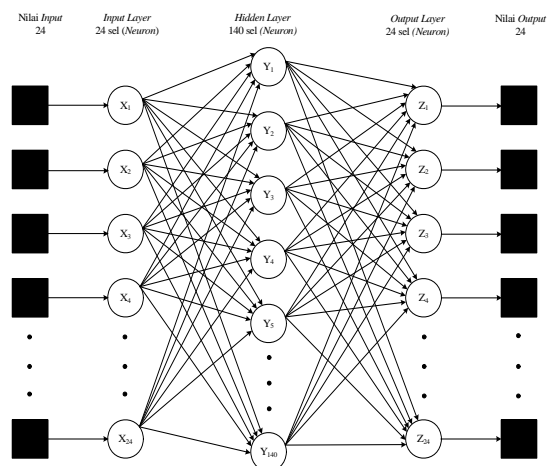 Nilai Input
24
Input Layer
24 sel (Neuron)
Hidden Layer
140 sel (Neuron)
Output Layer
24 sel (Neuron)
Nilai Output
24
X1
X2
X3
X4
X24
Y1
Y2
Y3
Y4
Y5
Y140
Z1
Z2
Z3
Z4
Z24